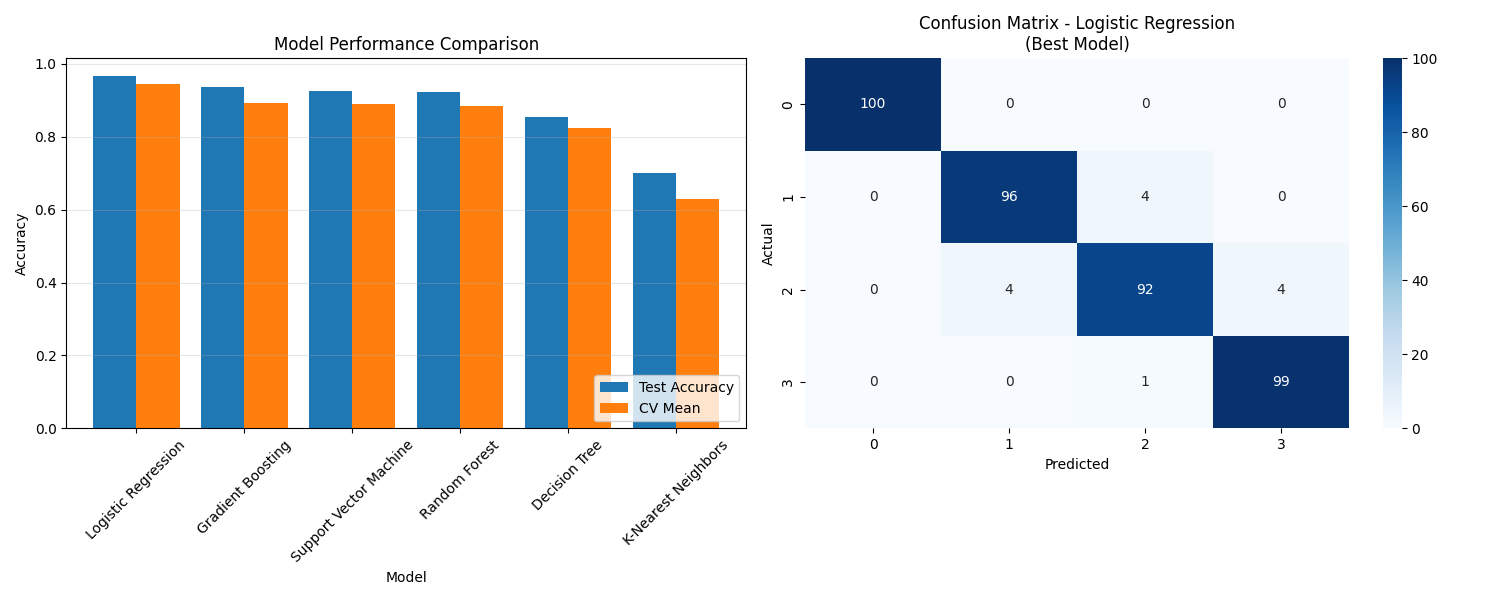 Model Performance Comparison
Accuracy
1.0
0.8
0.6
0.4
0.2
0.0
Test Accuracy
CV Mean
Logistic Regression
Gradient Boosting
Support Vector Machine
Random Forest
Decision Tree
K-Nearest Neighbors
Model
Confusion Matrix - Logistic Regression
(Best Model)
Actual
0 100 0 0 0
1 0 96 4 0
2 0 4 92 4
3 0 0 1 99
0 1 2 3
Predicted
100
80
60
40
20
0